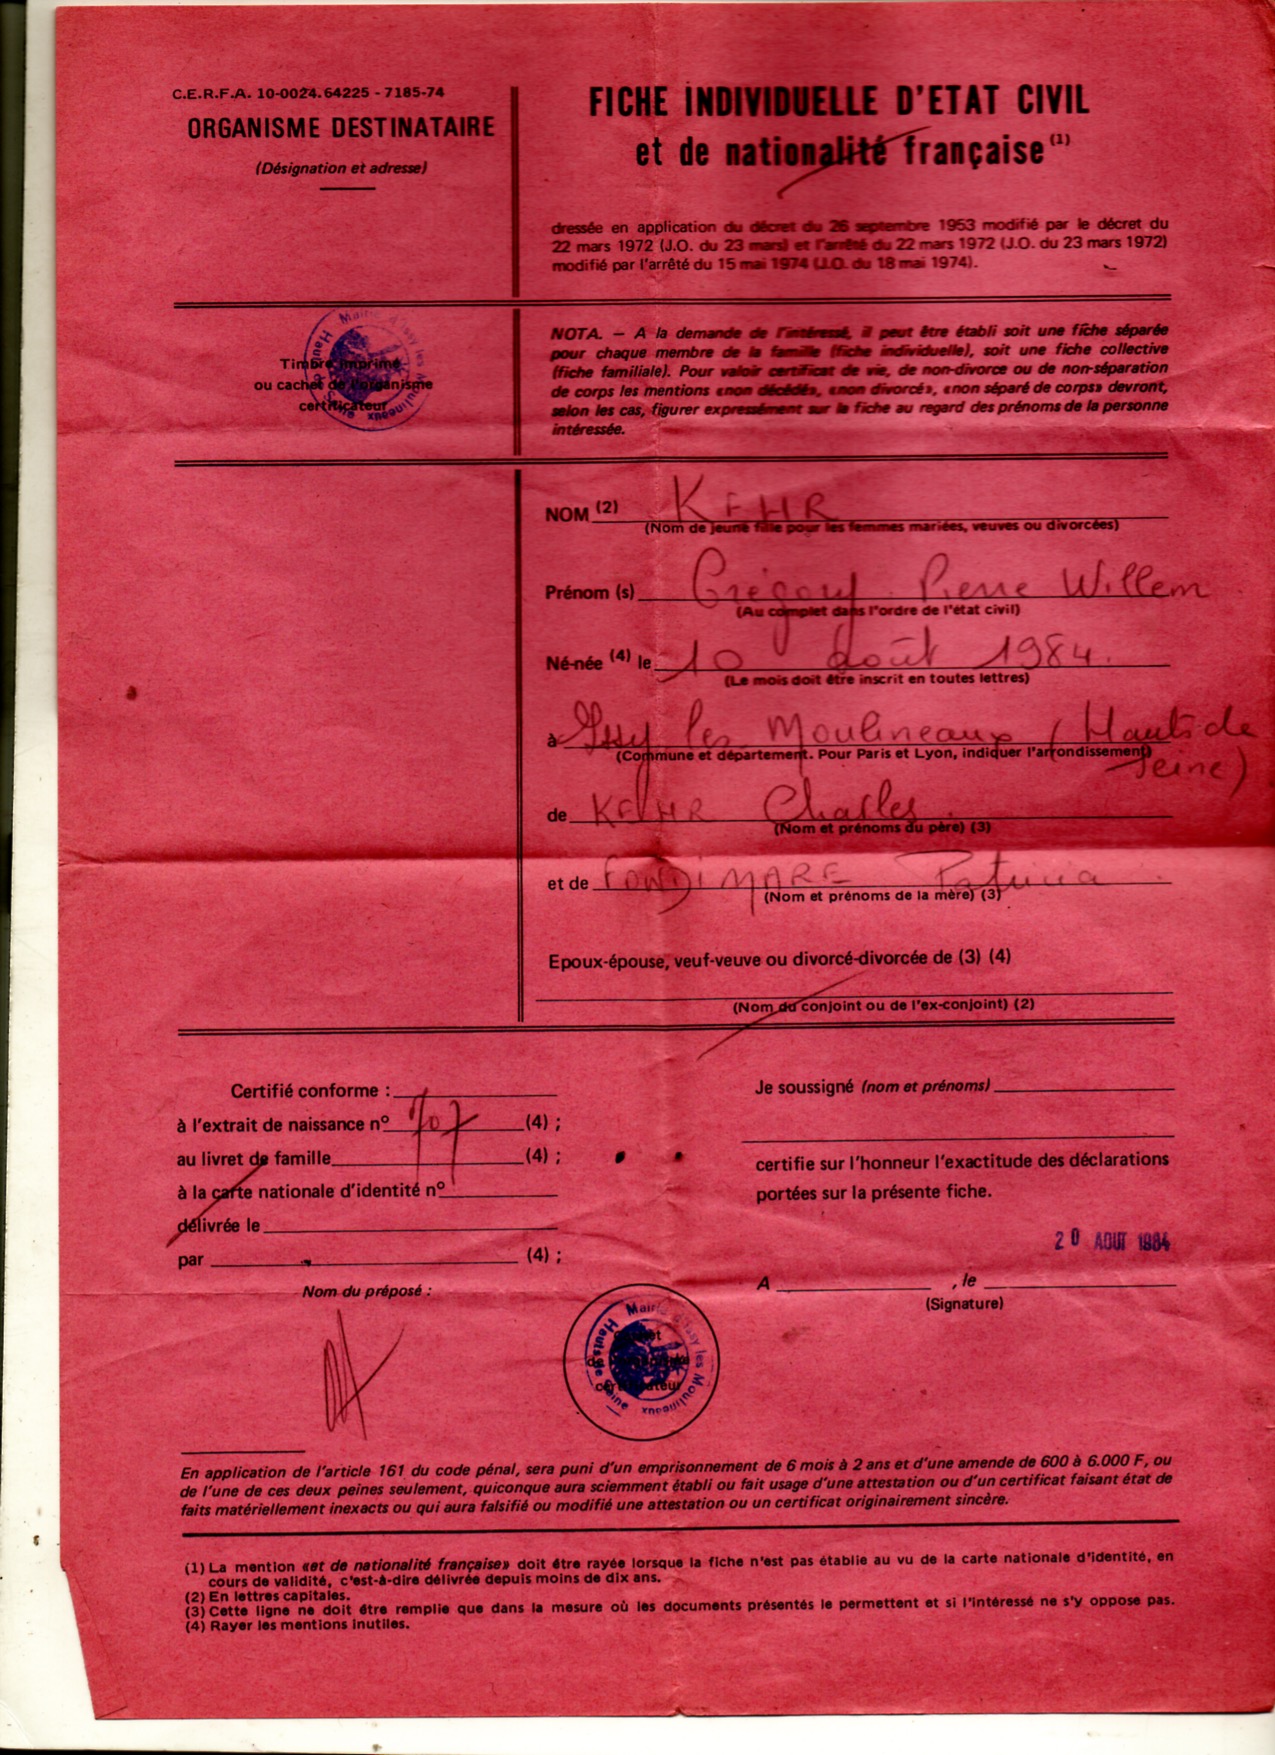 C.E.R.F.A. 10-0024.64225 - 7185-74
ORGANISME DESTINATAIRE
(Désignation et adresse)
FICHE INDIVIDUELLE D'ETAT CIVIL
et de nationalité française (1)
dressée en application du décret du 26 septembre 1953 modifié par le décret du
22 mars 1972 (J.O. du 23 mars) et l'arrêté du 22 mars 1972 (J.O. du 23 mars 1972)
modifié par l'arrêté du 15 mai 1974 (J.O. du 18 mai 1974).
Timbre imprimé
ou cachet de l'organisme
certificateur
Mairie d'Issy les Moulineaux
Hauts de Seine
NOTA. — A la demande de l'intéressé, il peut être établi soit une fiche séparée
pour chaque membre de la famille (fiche individuelle), soit une fiche collective
(fiche familiale). Pour valoir certificat de vie, de non-divorce ou de non-séparation
de corps les mentions «non décédé», «non divorcé», «non séparé de corps» devront,
selon les cas, figurer expressément sur la fiche au regard des prénoms de la personne
intéressée.
NOM (2) KEHR
(Nom de jeune fille pour les femmes mariées, veuves ou divorcées)
Prénom (s) Grégory Pierre Willem
(Au complet dans l'ordre de l'état civil)
Né-née (4) le 10 août 1984.
(Le mois doit être inscrit en toutes lettres)
à Issy les Moulineaux (Hauts de
Seine)
(Commune et département. Pour Paris et Lyon, indiquer l'arrondissement)
de KEHR Charles.
(Nom et prénoms du père) (3)
et de FONDIMARE Patricia.
(Nom et prénoms de la mère) (3)
Epoux-épouse, veuf-veuve ou divorcé-divorcée de (3) (4)
(Nom du conjoint ou de l'ex-conjoint) (2)
Certifié conforme :
à l'extrait de naissance nº 707 (4) ;
au livret de famille (4) ;
à la carte nationale d'identité nº
délivrée le
par (4) ;
Nom du préposé :
Je soussigné (nom et prénoms)
certifie sur l'honneur l'exactitude des déclarations
portées sur la présente fiche.
20 AOUT 1984
A , le
(Signature)
Mairie d'Issy les Moulineaux
Hauts de Seine
certificateur
En application de l'article 161 du code pénal, sera puni d'un emprisonnement de 6 mois à 2 ans et d'une amende de 600 à 6.000 F, ou
de l'une de ces deux peines seulement, quiconque aura sciemment établi ou fait usage d'une attestation ou d'un certificat faisant état de
faits matériellement inexacts ou qui aura falsifié ou modifié une attestation ou un certificat originairement sincère.
(1) La mention «et de nationalité française» doit être rayée lorsque la fiche n'est pas établie au vu de la carte nationale d'identité, en
cours de validité, c'est-à-dire délivrée depuis moins de dix ans.
(2) En lettres capitales.
(3) Cette ligne ne doit être remplie que dans la mesure où les documents présentés le permettent et si l'intéressé ne s'y oppose pas.
(4) Rayer les mentions inutiles.